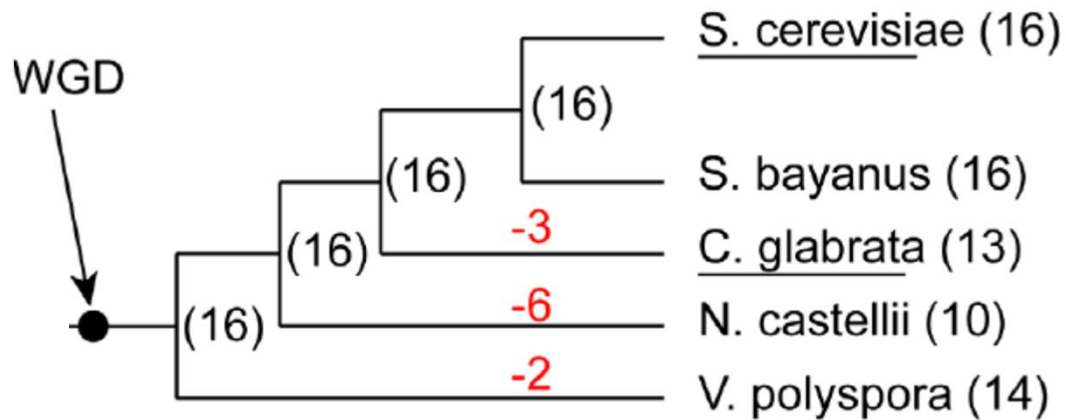 S. cerevisiae (16)
WGD
(16)
(16)
S. bayanus (16)
-3
(16)
C. glabrata (13)
-6
(16)
N. castellii (10)
-2
V. polyspora (14)